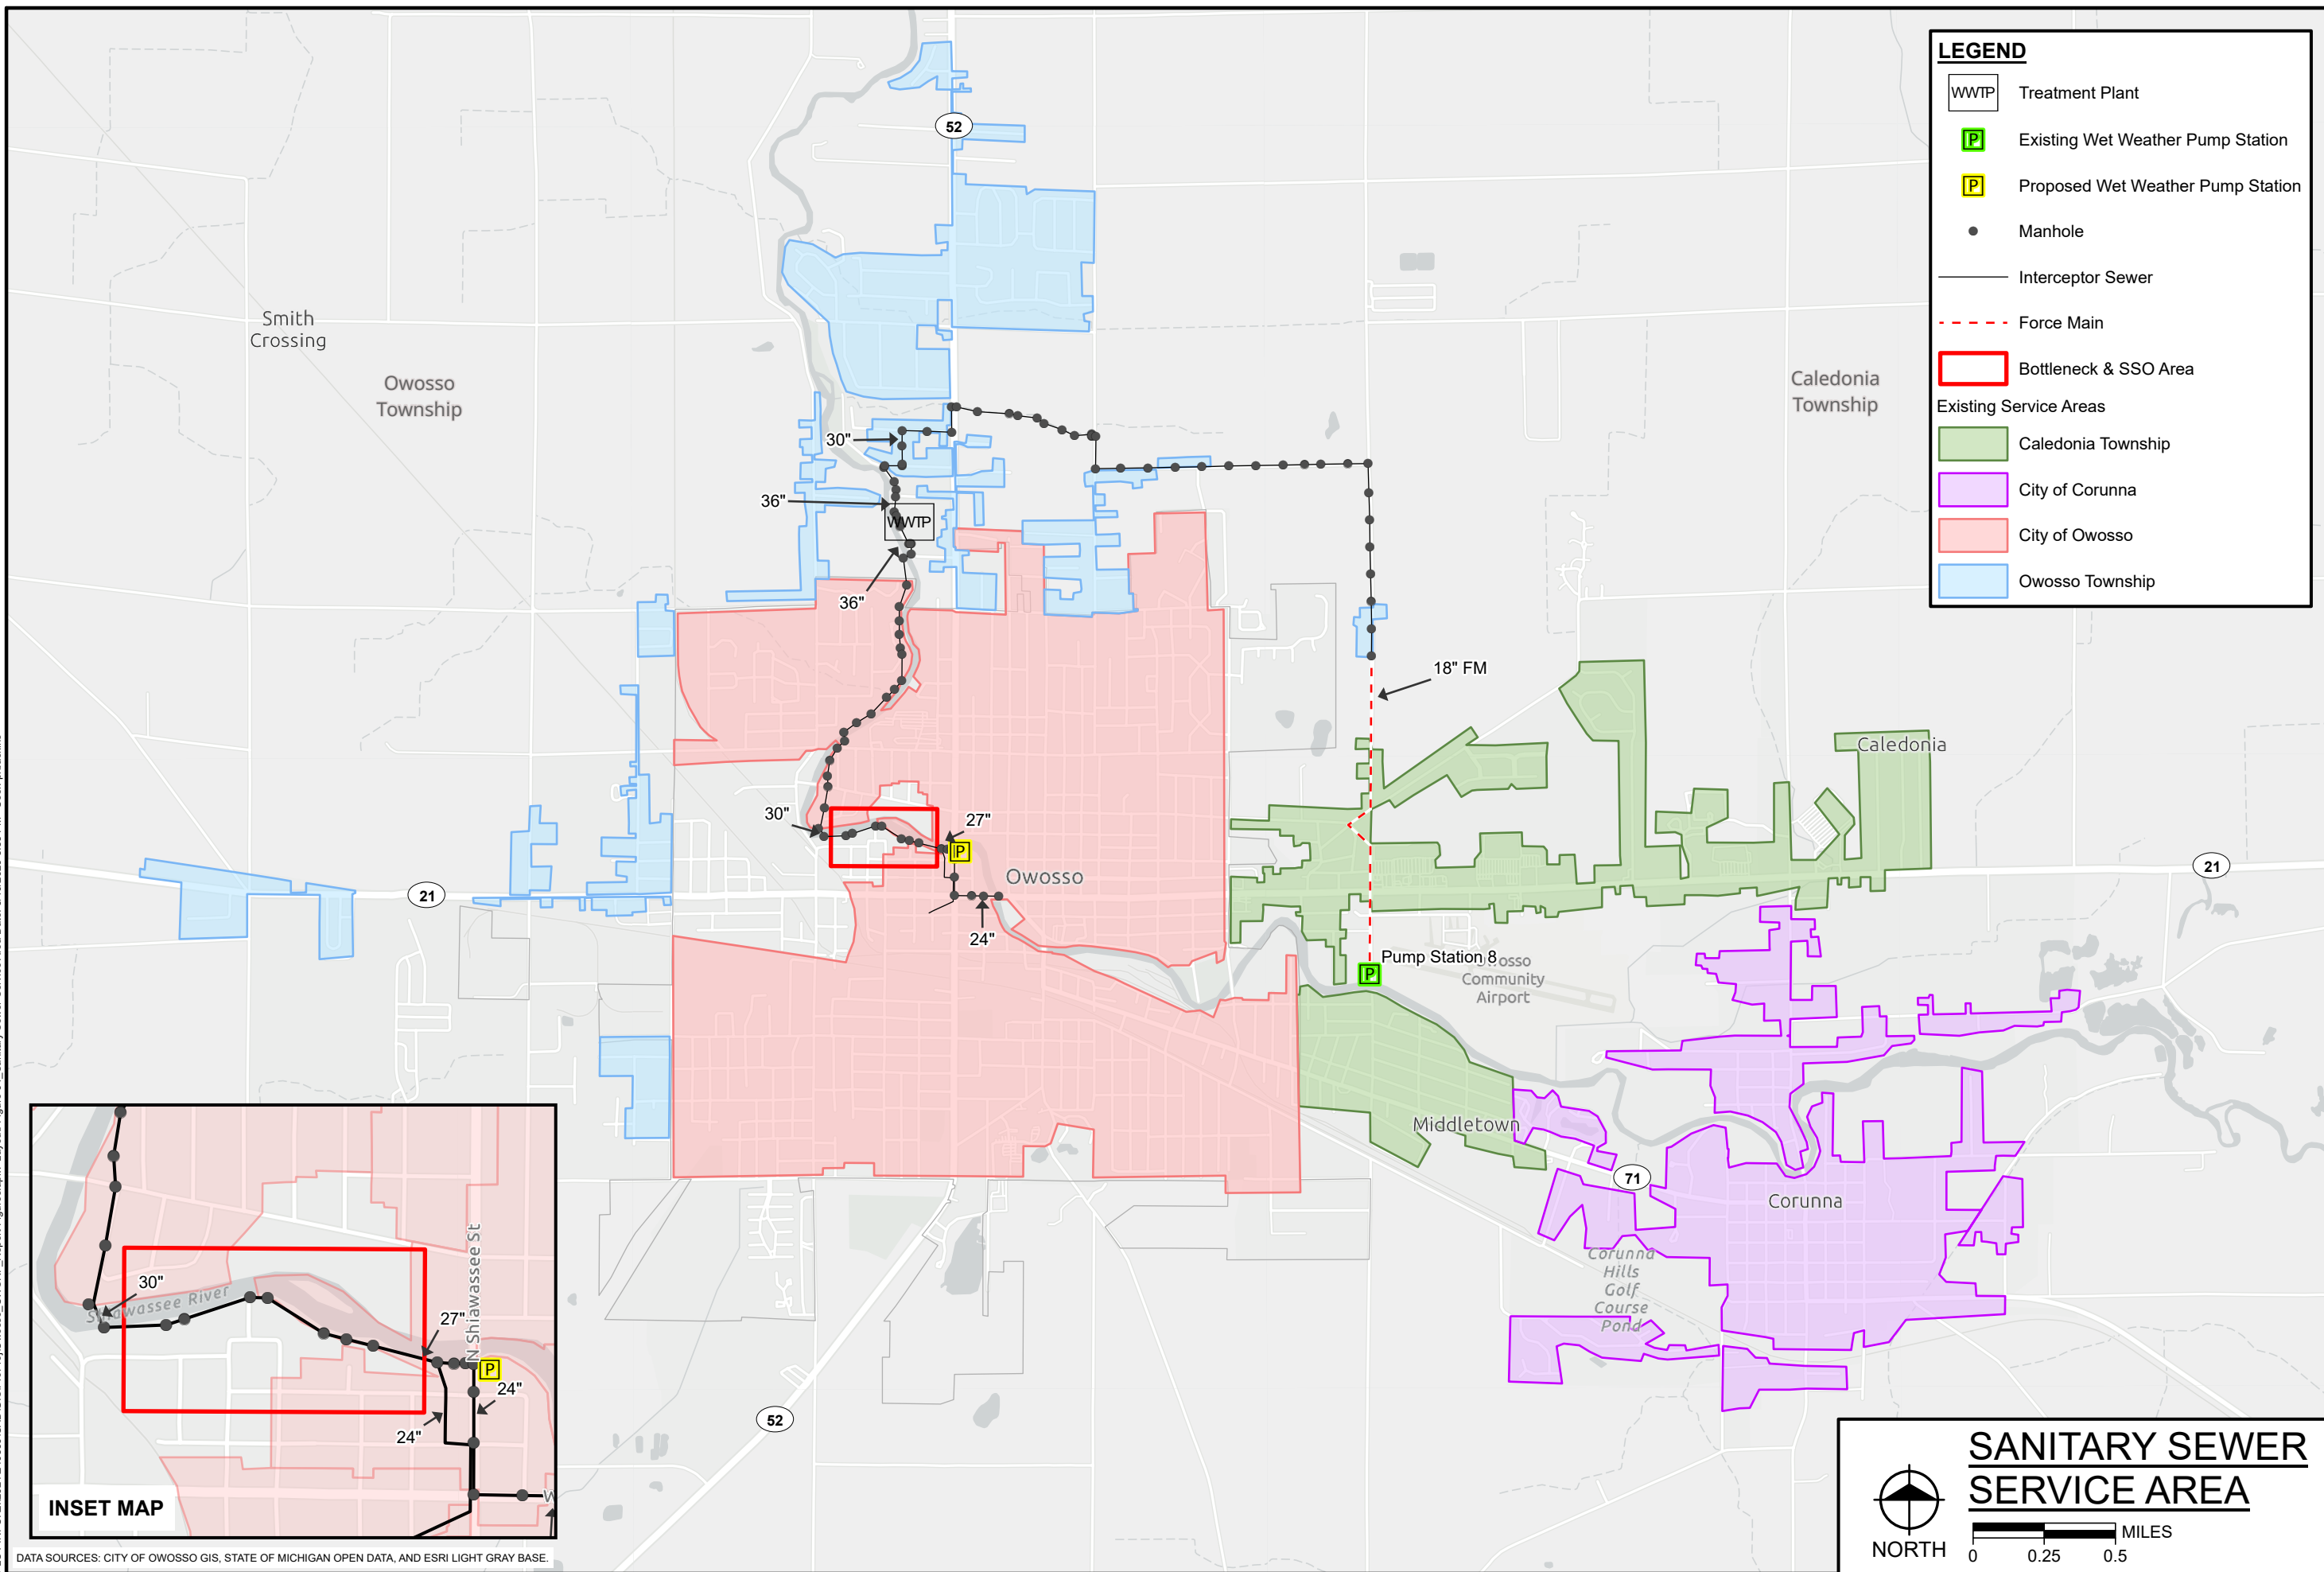 LEGEND
WWTP Treatment Plant
P Existing Wet Weather Pump Station
P Proposed Wet Weather Pump Station
Manhole
Interceptor Sewer
Force Main
Bottleneck & SSO Area
Existing Service Areas
Caledonia Township
City of Corunna
City of Owosso
Owosso Township
52
Smith
Crossing
Owosso
Township
Caledonia
Township
30"
36"
WWTP
36"
18" FM
Caledonia
30"
27"
P
Owosso
21
21
24"
Pump Station 8
P
Community
Airport
Middletown
71
Corunna
Corunna
Hills
Golf
Course
Pond
52
30"
Shiawassee River
27"
N Shiawassee St
P
24"
24"
W
INSET MAP
DATA SOURCES: CITY OF OWOSSO GIS, STATE OF MICHIGAN OPEN DATA, AND ESRI LIGHT GRAY BASE.
SANITARY SEWER
SERVICE AREA
NORTH
MILES
0 0.25 0.5